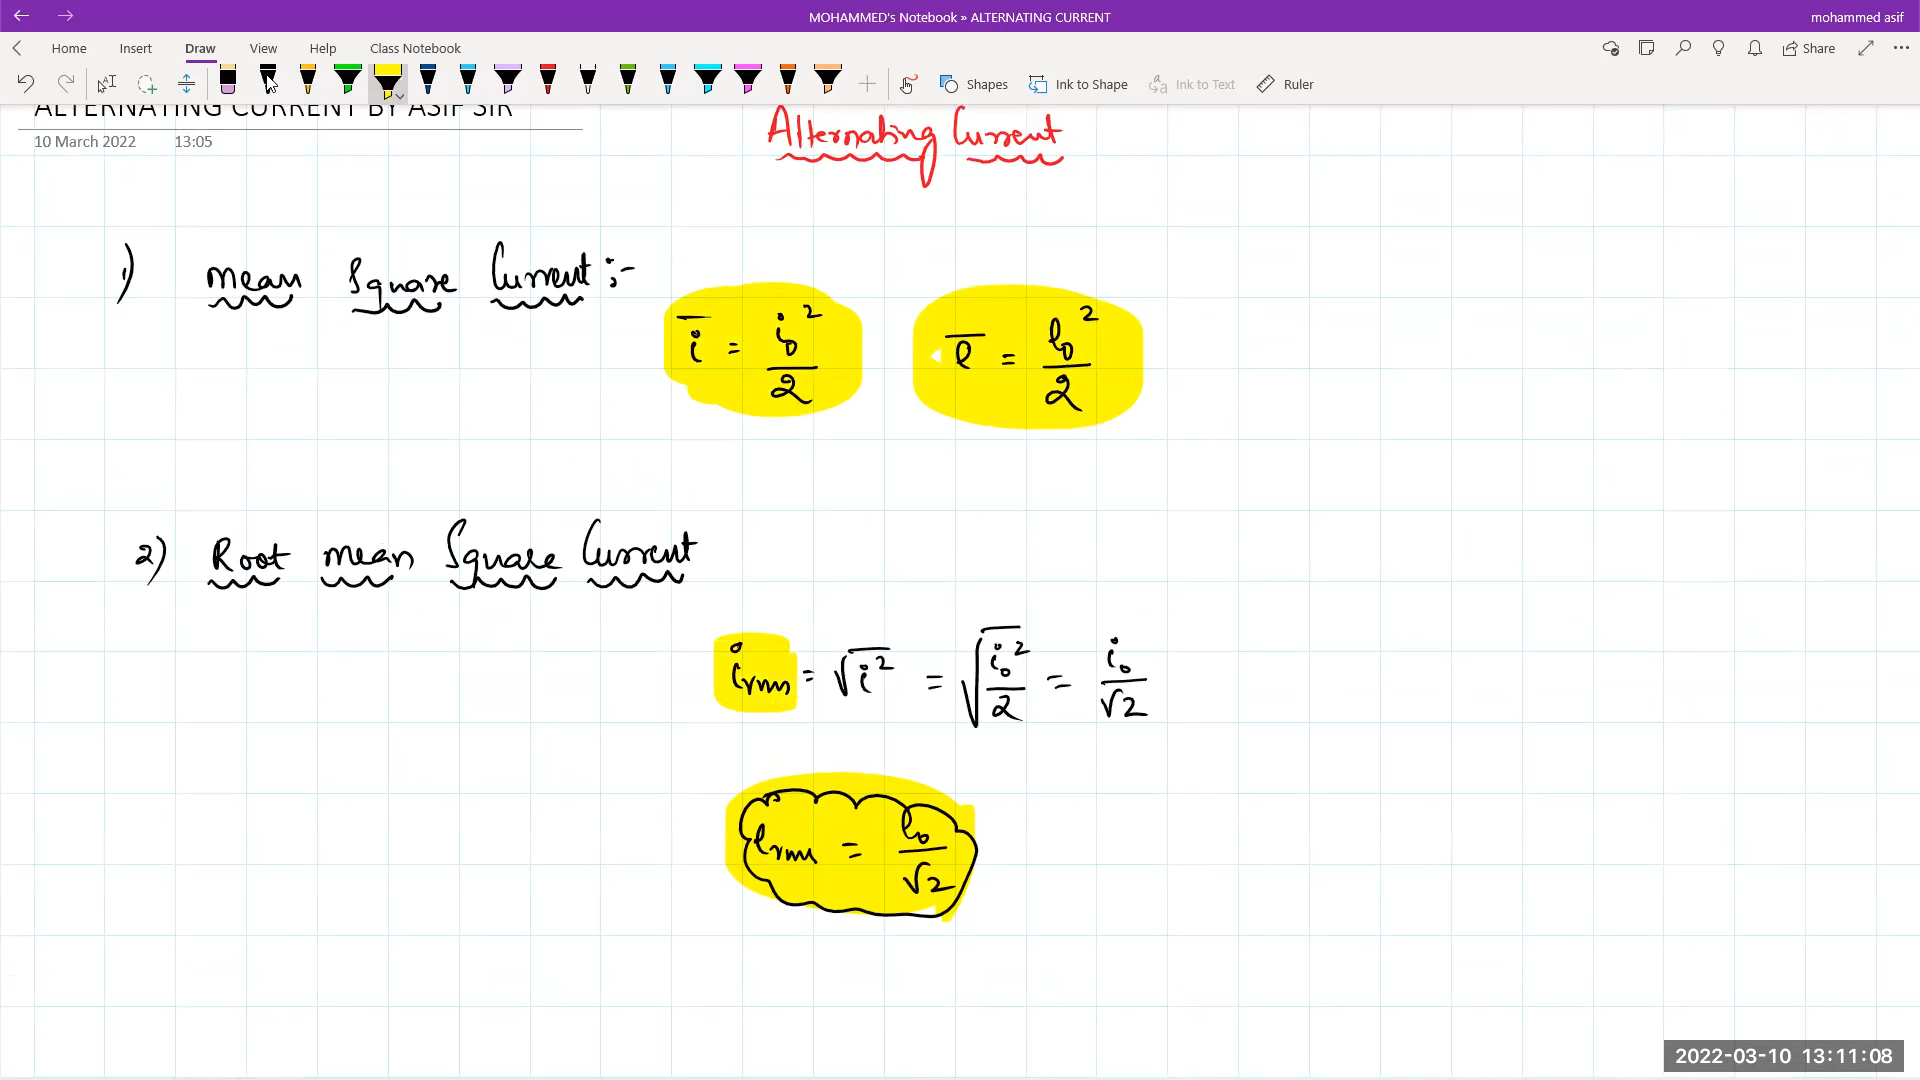 MOHAMMED's Notebook » ALTERNATING CURRENT
mohammed asif
Home Insert Draw View Help Class Notebook
Share
Shapes Ink to Shape Ink to Text Ruler
ALTERNATING CURRENT BY ASIF SIR
10 March 2022 13:05
Alternating Current
1) Mean Square Current :-
i̅ = i₀²/2 e̅ = e₀²/2
2) Root mean Square Current
i rms = √i² = √(i₀²/2) = i₀/√2
e rms = e₀/√2
2022-03-10 13:11:08